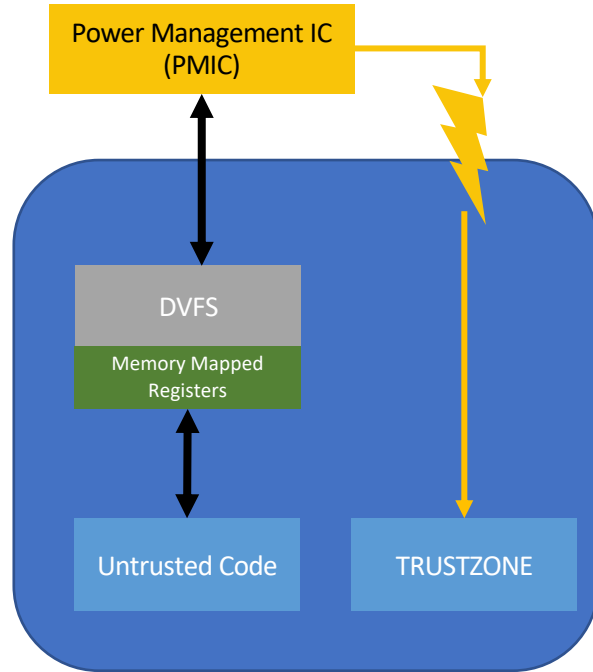 Power Management IC
(PMIC)
DVFS
Memory Mapped
Registers
Untrusted Code
TRUSTZONE